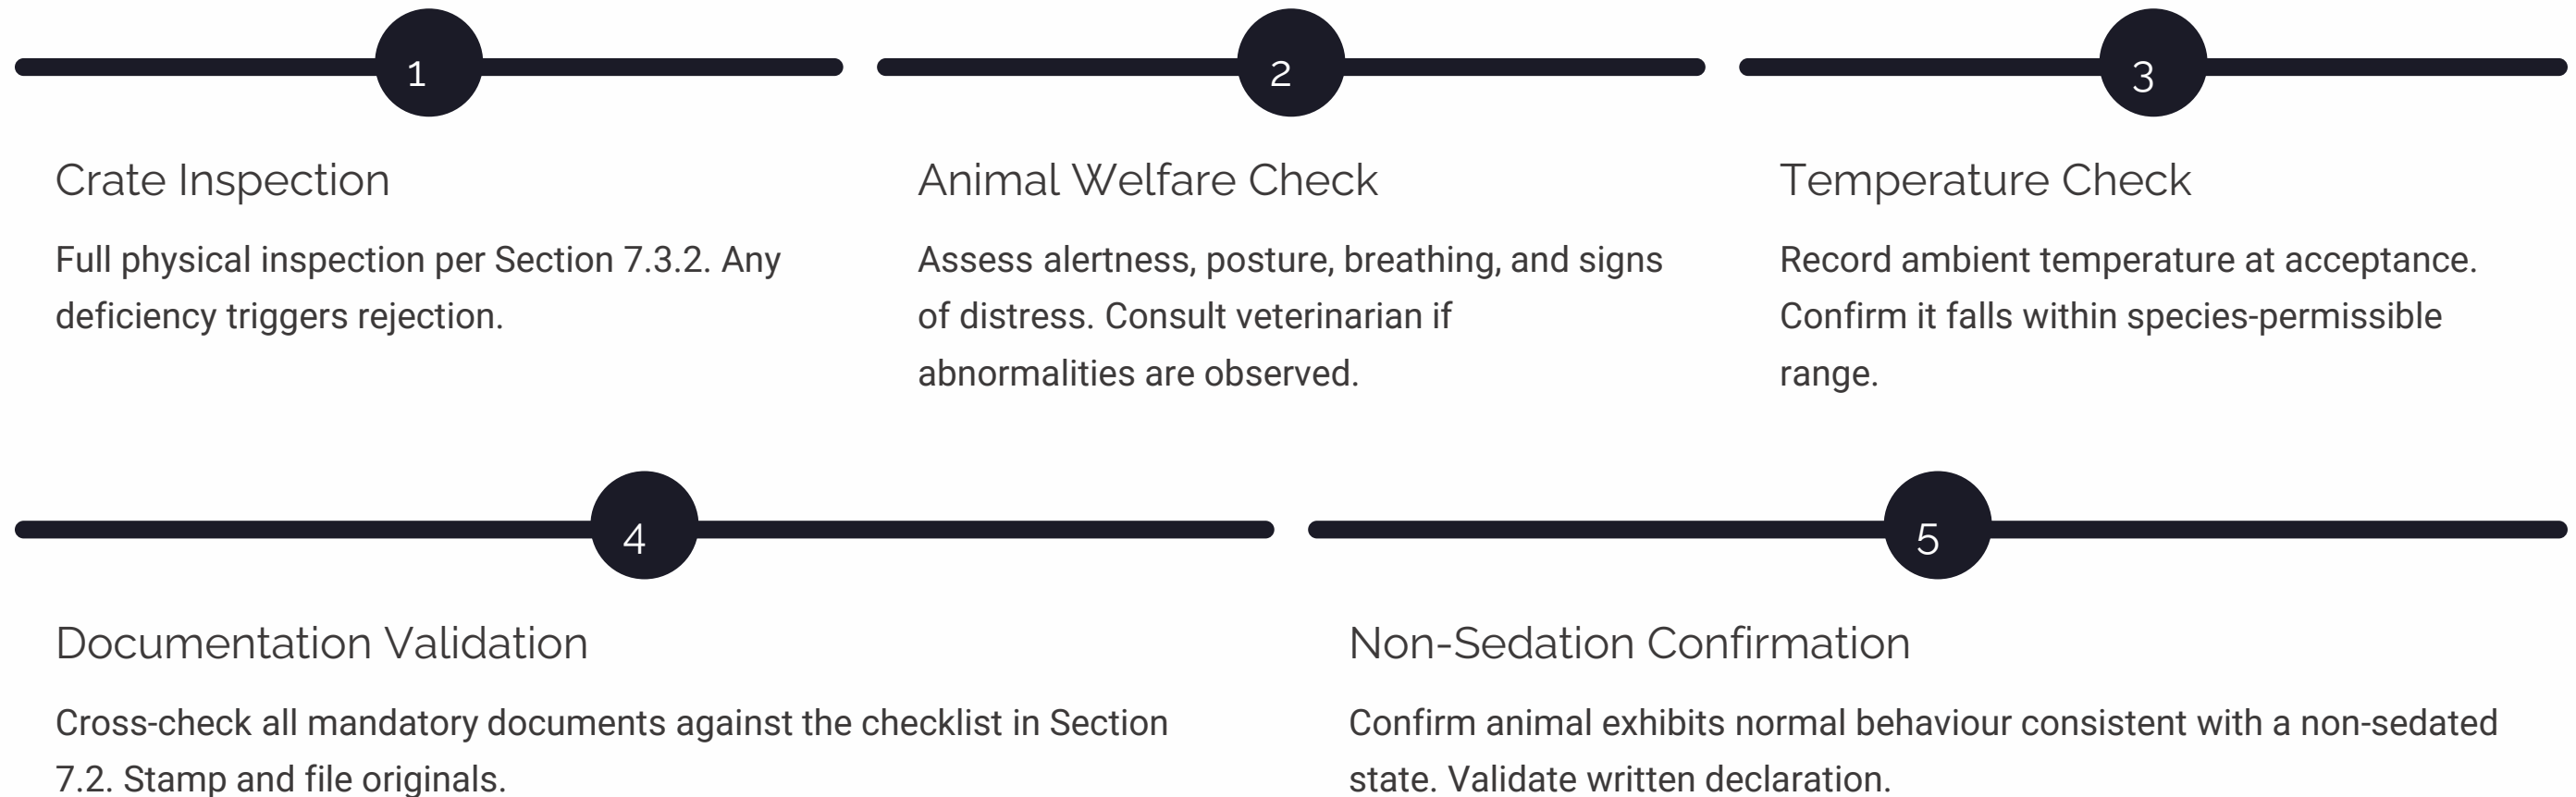 1
Crate Inspection
Full physical inspection per Section 7.3.2. Any
deficiency triggers rejection.
2
Animal Welfare Check
Assess alertness, posture, breathing, and signs
of distress. Consult veterinarian if
abnormalities are observed.
3
Temperature Check
Record ambient temperature at acceptance.
Confirm it falls within species-permissible
range.
4
Documentation Validation
Cross-check all mandatory documents against the checklist in Section
7.2. Stamp and file originals.
5
Non-Sedation Confirmation
Confirm animal exhibits normal behaviour consistent with a non-sedated
state. Validate written declaration.